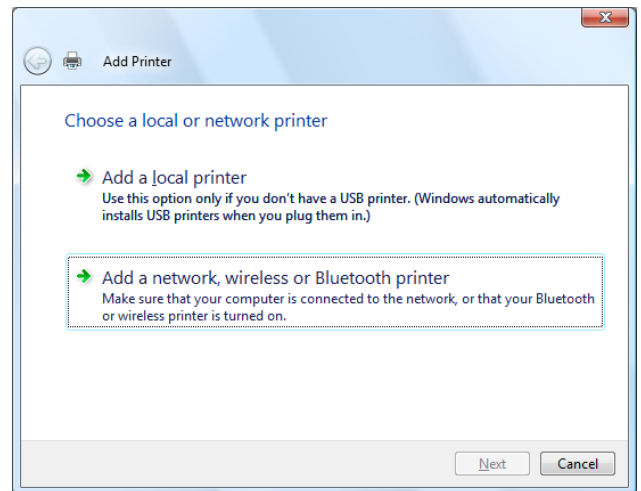 Add Printer
Choose a local or network printer
Add a local printer
Use this option only if you don't have a USB printer. (Windows automatically
installs USB printers when you plug them in.)
Add a network, wireless or Bluetooth printer
Make sure that your computer is connected to the network, or that your Bluetooth
or wireless printer is turned on.
Next Cancel